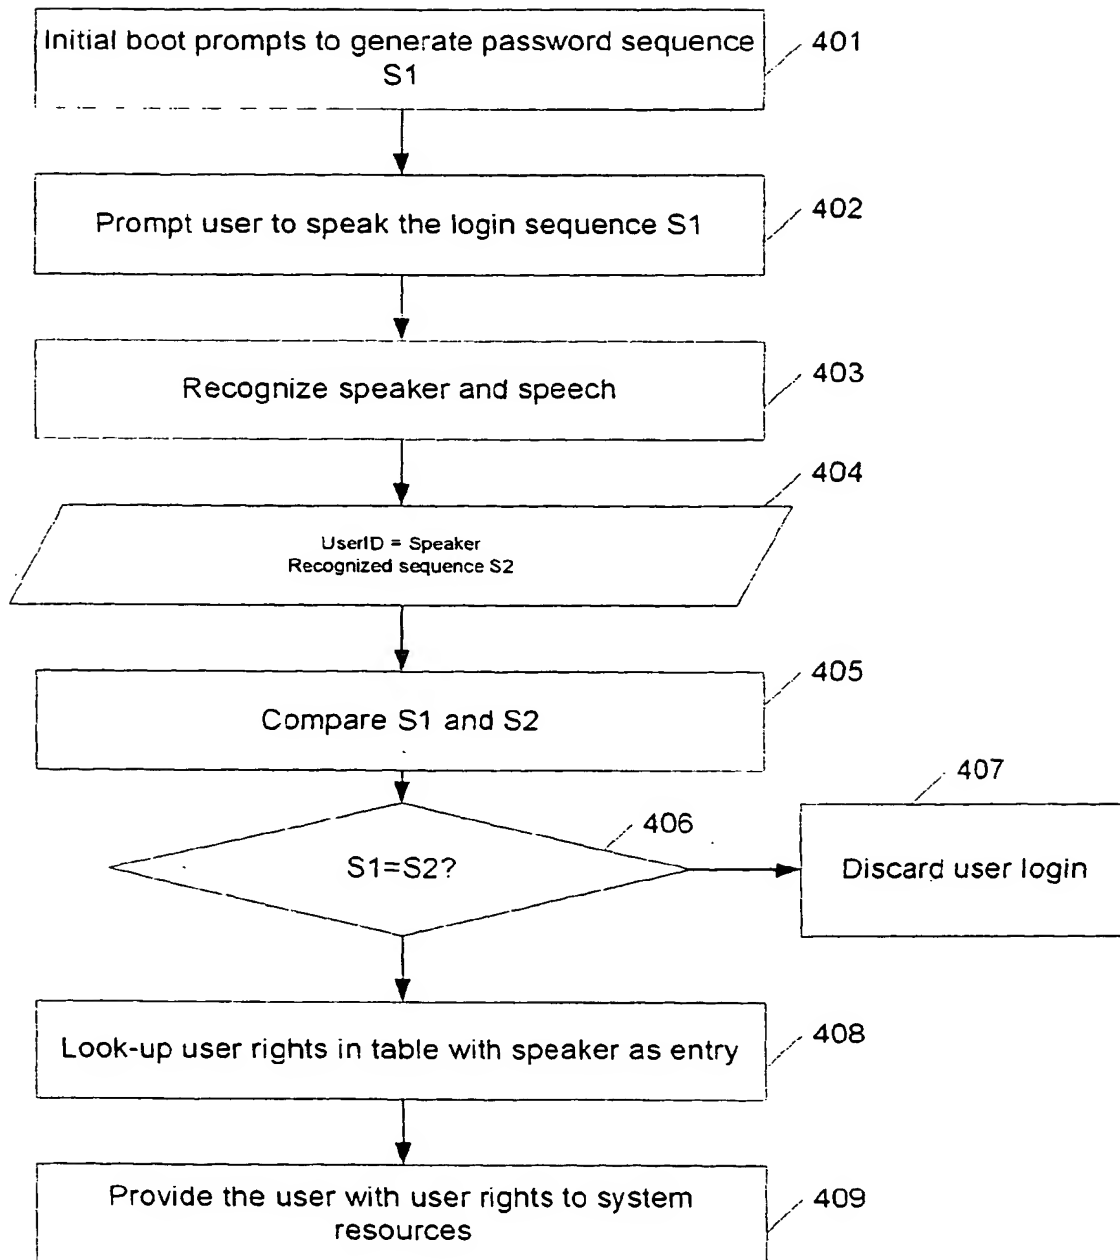 Initial boot prompts to generate password sequence
S1
401
Prompt user to speak the login sequence S1
402
Recognize speaker and speech
403
404
UserID = Speaker
Recognized sequence S2
405
Compare S1 and S2
407
406
S1=S2?
Discard user login
Look-up user rights in table with speaker as entry
408
Provide the user with user rights to system
resources
409